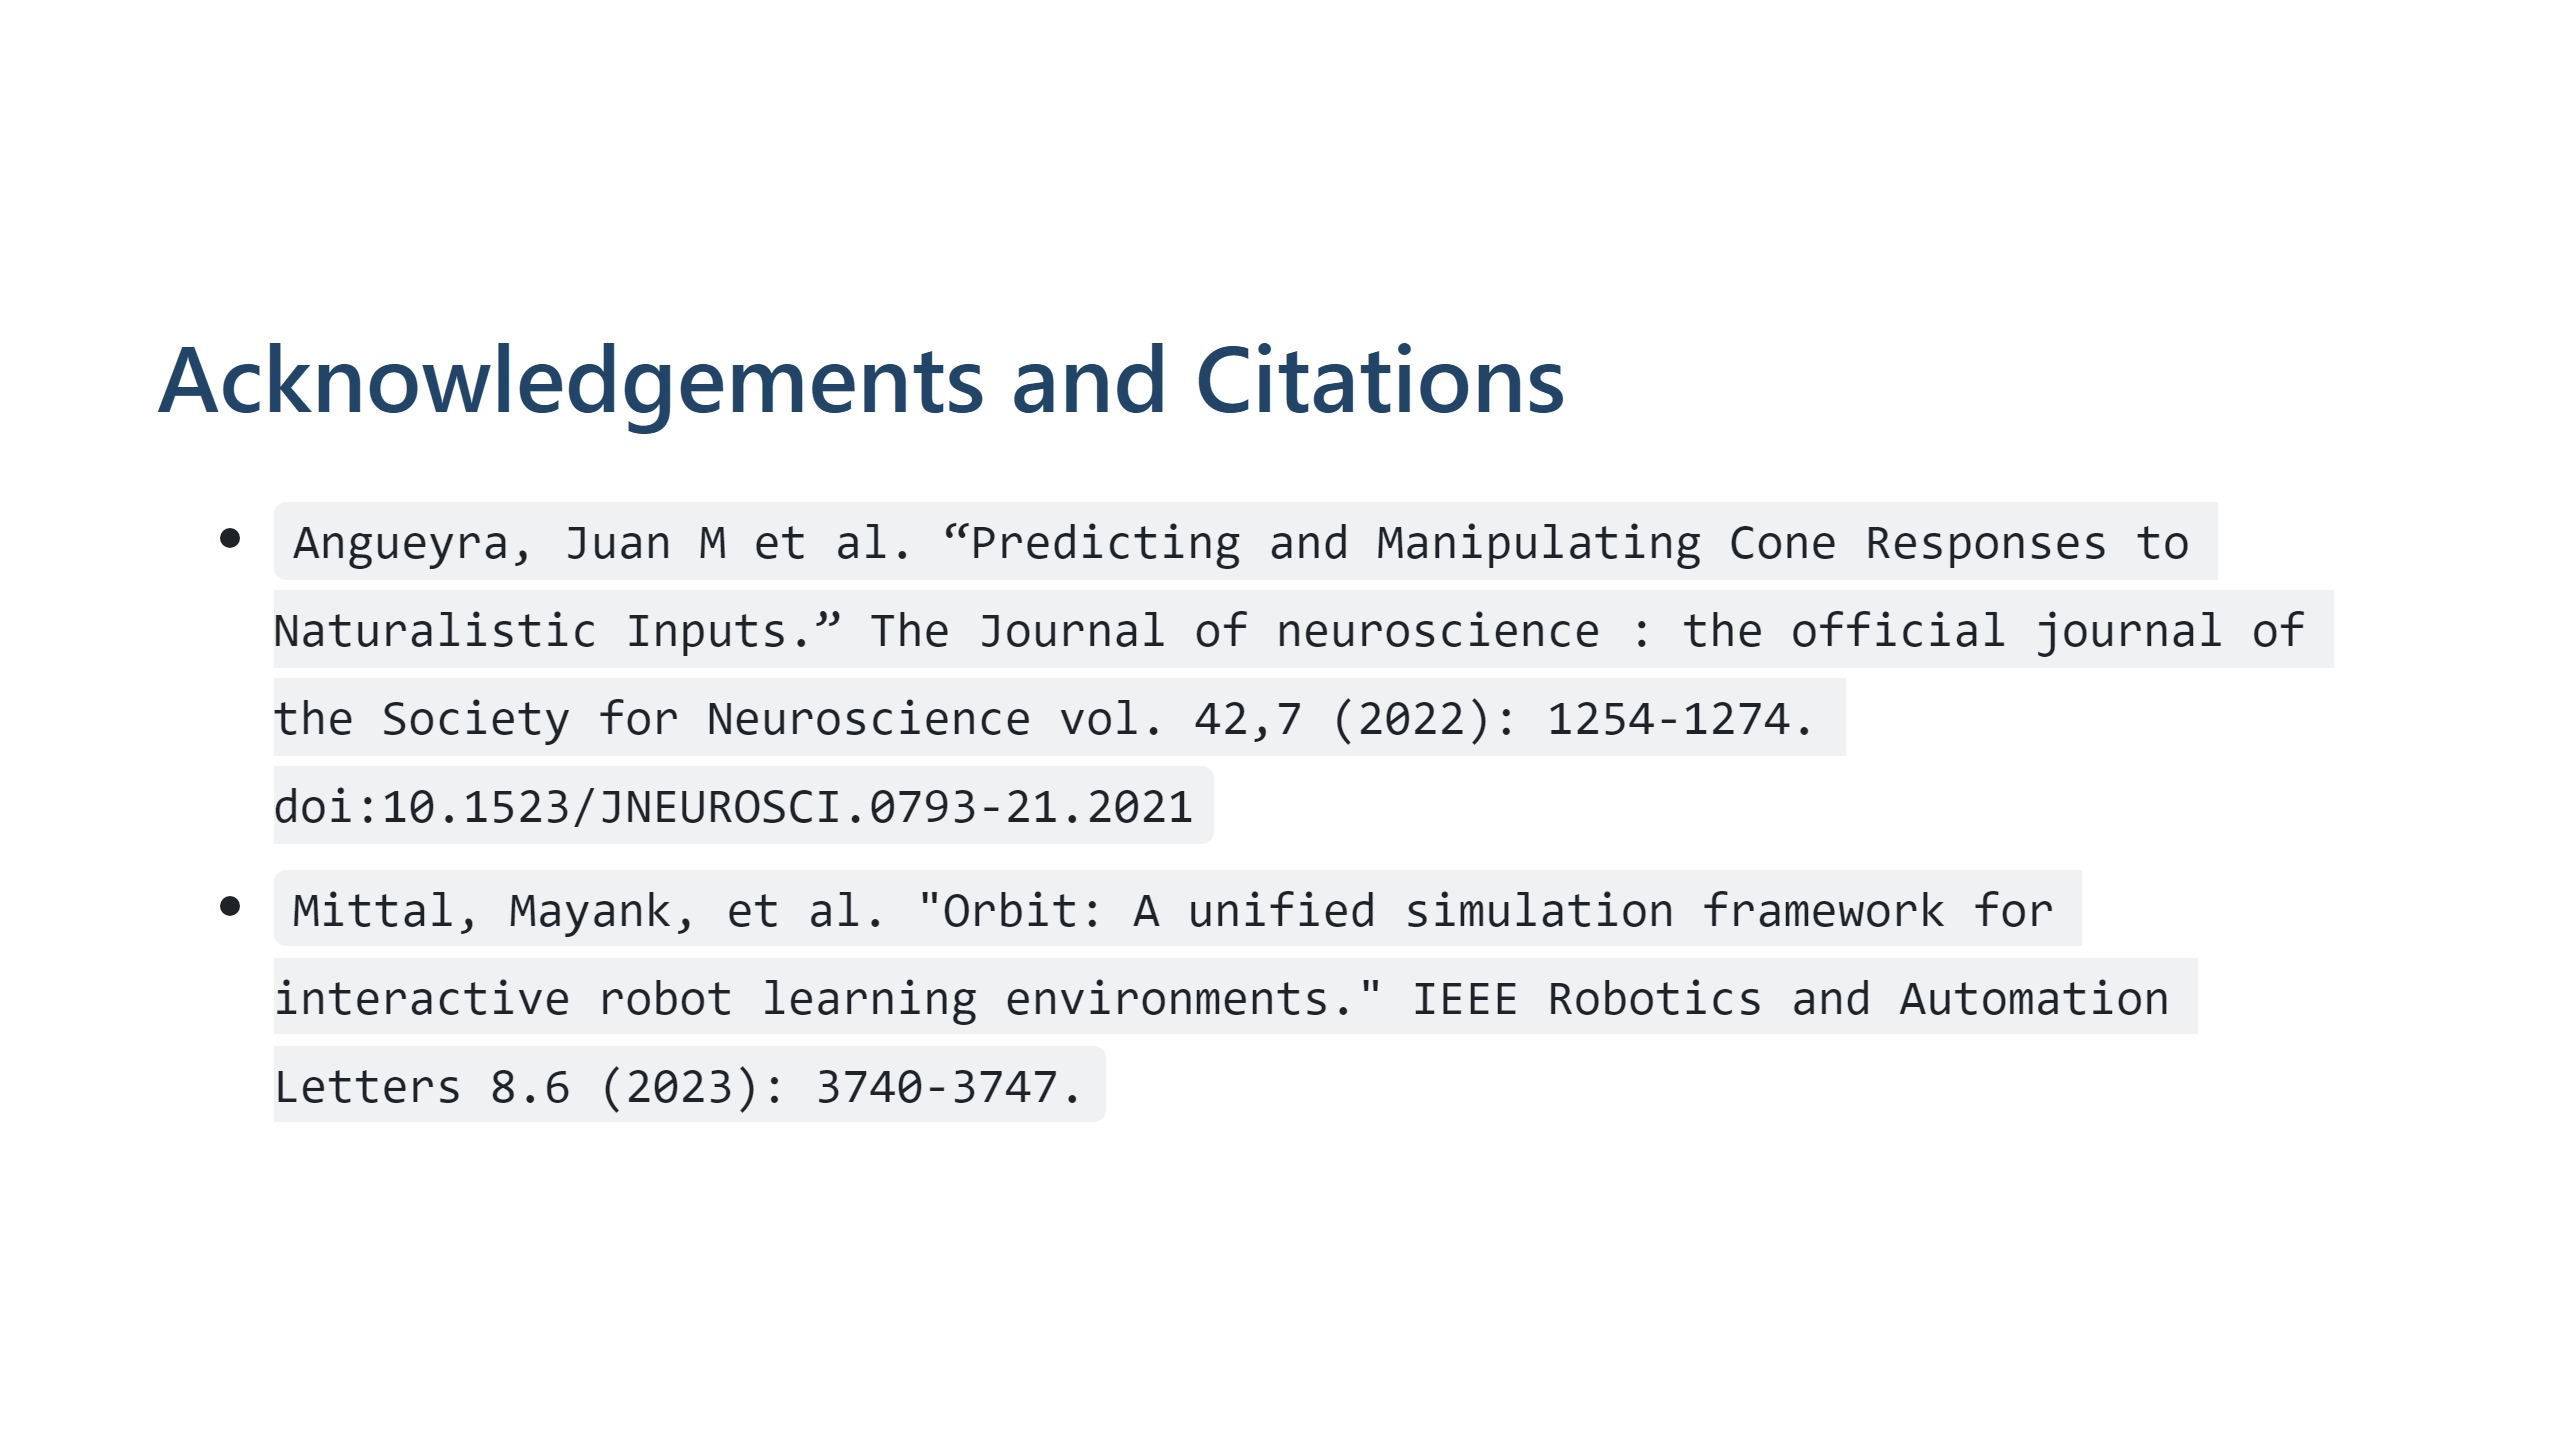 Acknowledgements and Citations
• Angueyra, Juan M et al. “Predicting and Manipulating Cone Responses to
Naturalistic Inputs.” The Journal of neuroscience : the official journal of
the Society for Neuroscience vol. 42,7 (2022): 1254-1274.
doi:10.1523/JNEUROSCI.0793-21.2021
• Mittal, Mayank, et al. "Orbit: A unified simulation framework for
interactive robot learning environments." IEEE Robotics and Automation
Letters 8.6 (2023): 3740-3747.